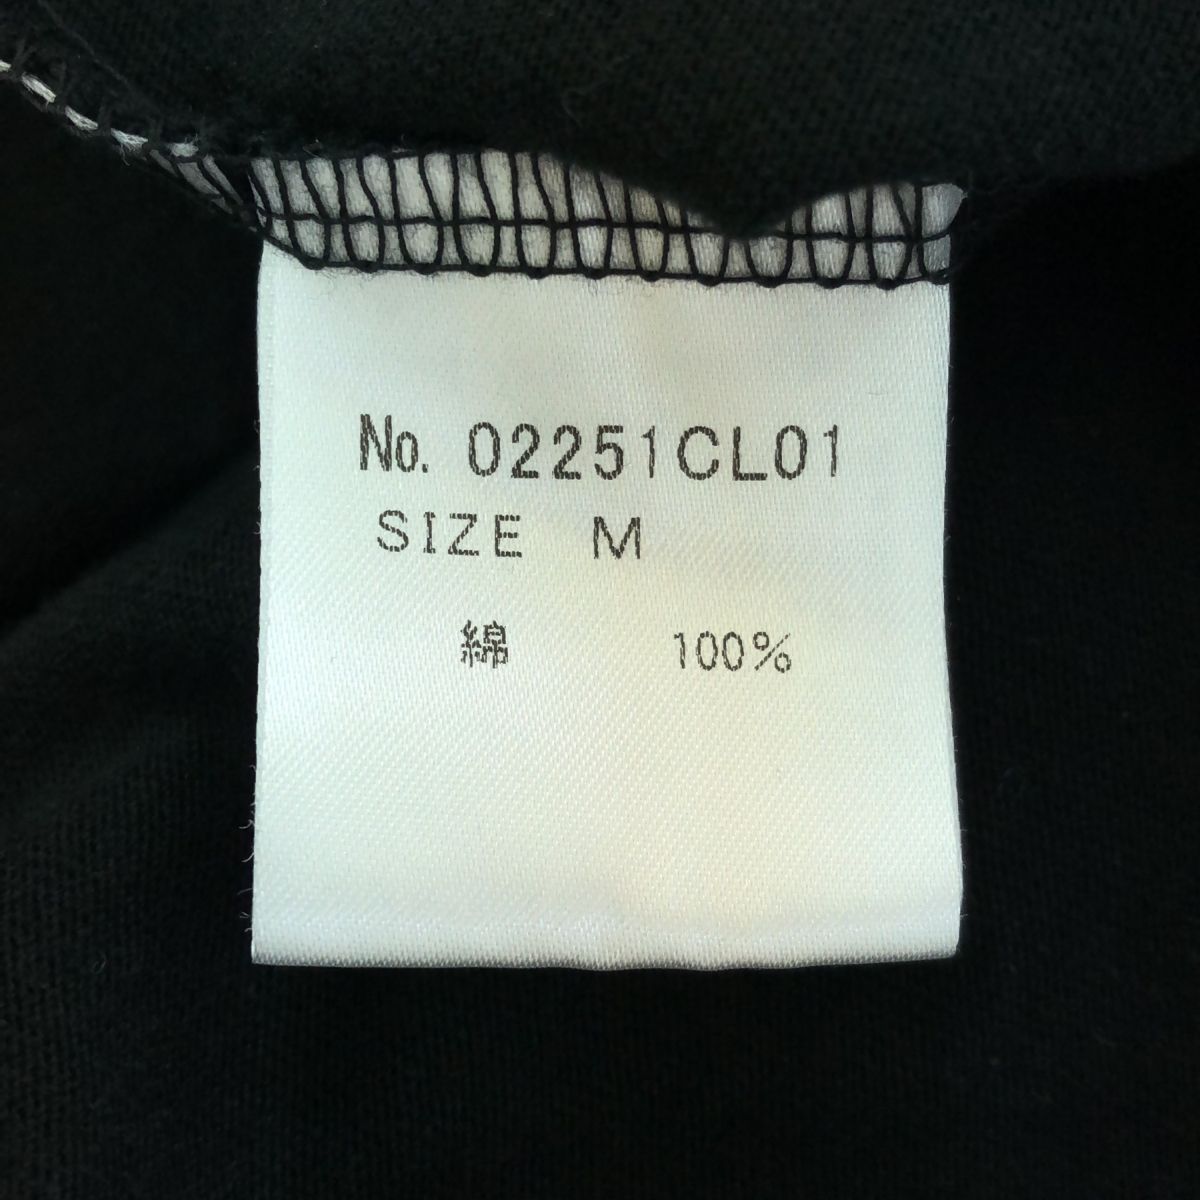 No. 02251CL01
SIZE M
綿 100%